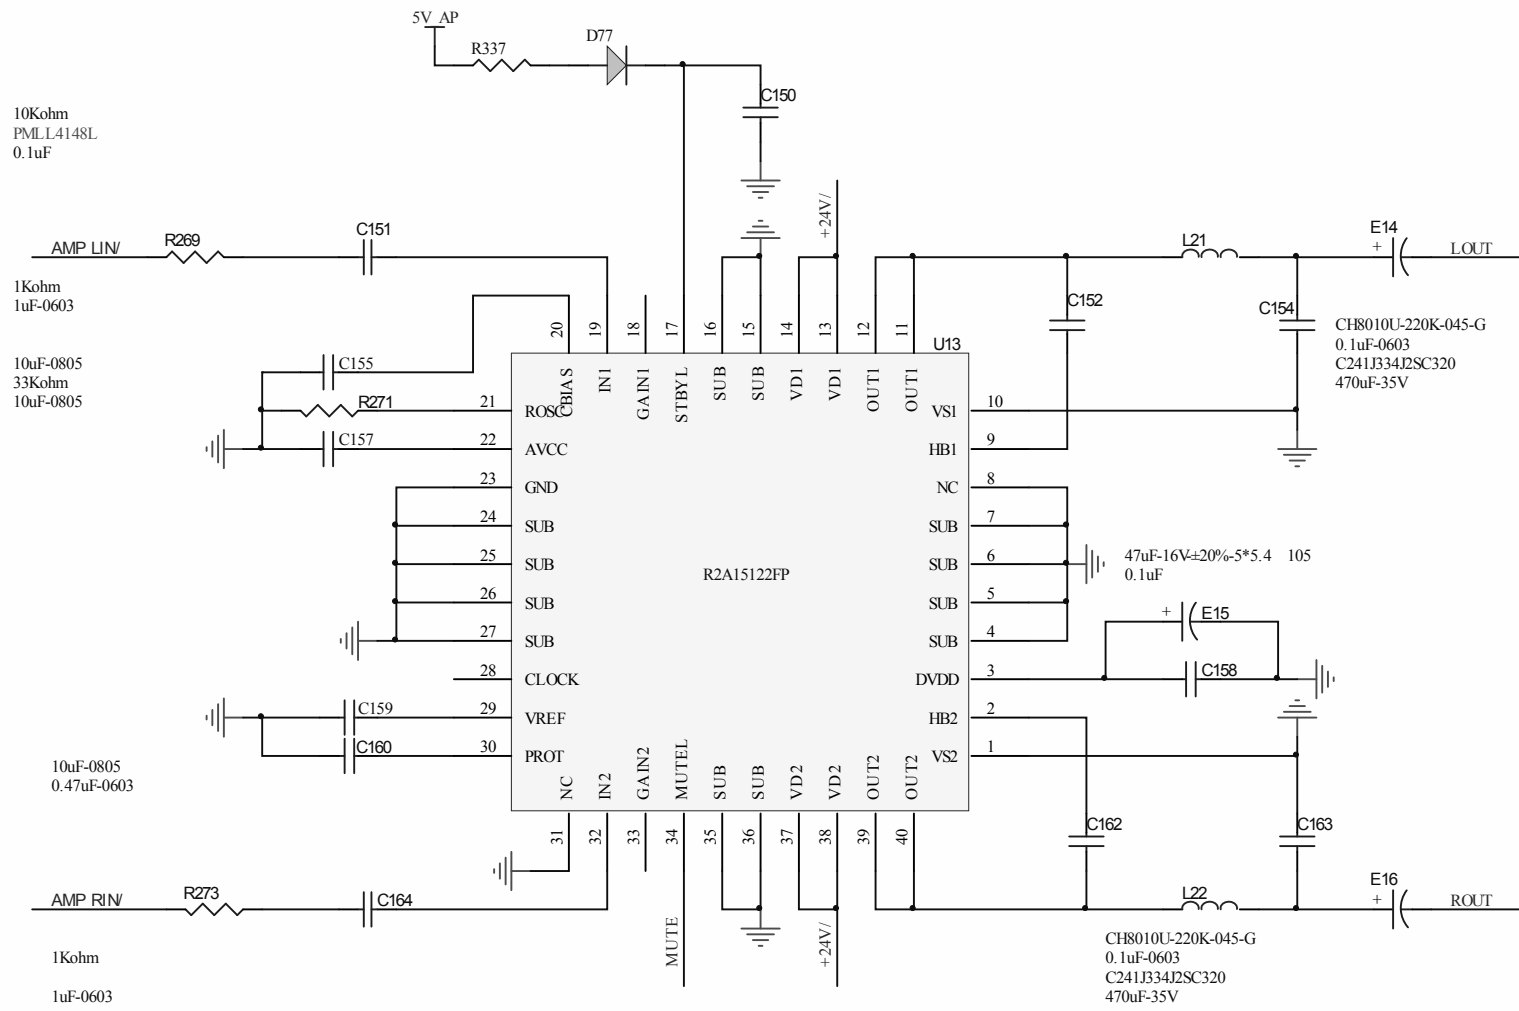 5V_AP
R337
D77
C150
10Kohm
PMLL4148L
0.1uF
+24V/
AMP LIN/
R269
C151
L21
E14
+
LOUT
1Kohm
1uF-0603
C152
C154
CH8010U-220K-045-G
0.1uF-0603
C241J334J2SC320
470uF-35V
20
19
18
17
16
15
14
13
12
11
U13
10uF-0805
33Kohm
10uF-0805
C155
R271
C157
CBIAS
IN1
GAIN1
STBYL
SUB
SUB
VD1
VD1
OUT1
OUT1
21
ROSC
VS1
10
22
AVCC
HB1
9
23
GND
NC
8
24
SUB
SUB
7
25
SUB
SUB
6
26
SUB
SUB
5
27
SUB
SUB
4
28
CLOCK
DVDD
3
29
VREF
HB2
2
30
PROT
VS2
1
R2A15122FP
47uF-16V-±20%-5*5.4 105
0.1uF
+
E15
C158
C159
C160
10uF-0805
0.47uF-0603
NC
IN2
GAIN2
MUTEL
SUB
SUB
VD2
VD2
OUT2
OUT2
31
32
33
34
35
36
37
38
39
40
C162
C163
AMP RIN/
R273
C164
MUTE
+24V/
L22
E16
+
ROUT
1Kohm
1uF-0603
CH8010U-220K-045-G
0.1uF-0603
C241J334J2SC320
470uF-35V